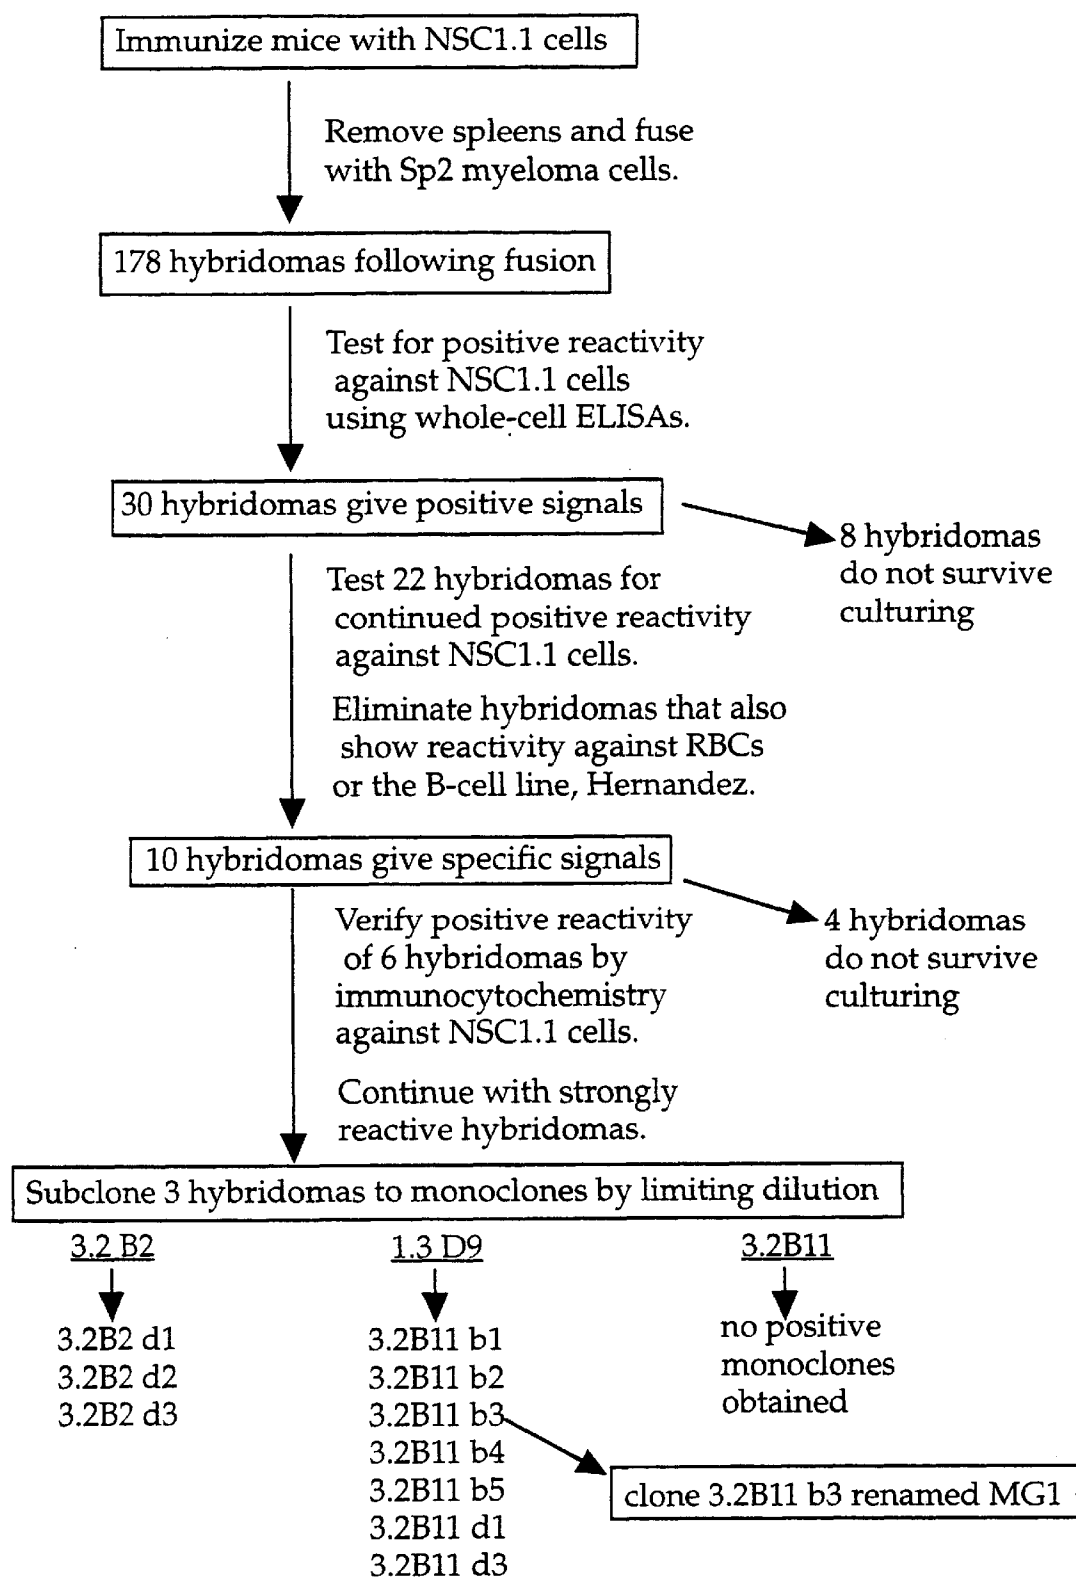 Immunize mice with NSC1.1 cells
Remove spleens and fuse
with Sp2 myeloma cells.
178 hybridomas following fusion
Test for positive reactivity
against NSC1.1 cells
using whole-cell ELISAs.
30 hybridomas give positive signals
8 hybridomas
do not survive
culturing
Test 22 hybridomas for
continued positive reactivity
against NSC1.1 cells.
Eliminate hybridomas that also
show reactivity against RBCs
or the B-cell line, Hernandez.
10 hybridomas give specific signals
4 hybridomas
do not survive
culturing
Verify positive reactivity
of 6 hybridomas by
immunocytochemistry
against NSC1.1 cells.
Continue with strongly
reactive hybridomas.
Subclone 3 hybridomas to monoclones by limiting dilution
3.2 B2
3.2B2 d1
3.2B2 d2
3.2B2 d3
1.3 D9
3.2B11 b1
3.2B11 b2
3.2B11 b3
3.2B11 b4
3.2B11 b5
3.2B11 d1
3.2B11 d3
3.2B11
no positive
monoclones
obtained
clone 3.2B11 b3 renamed MG1